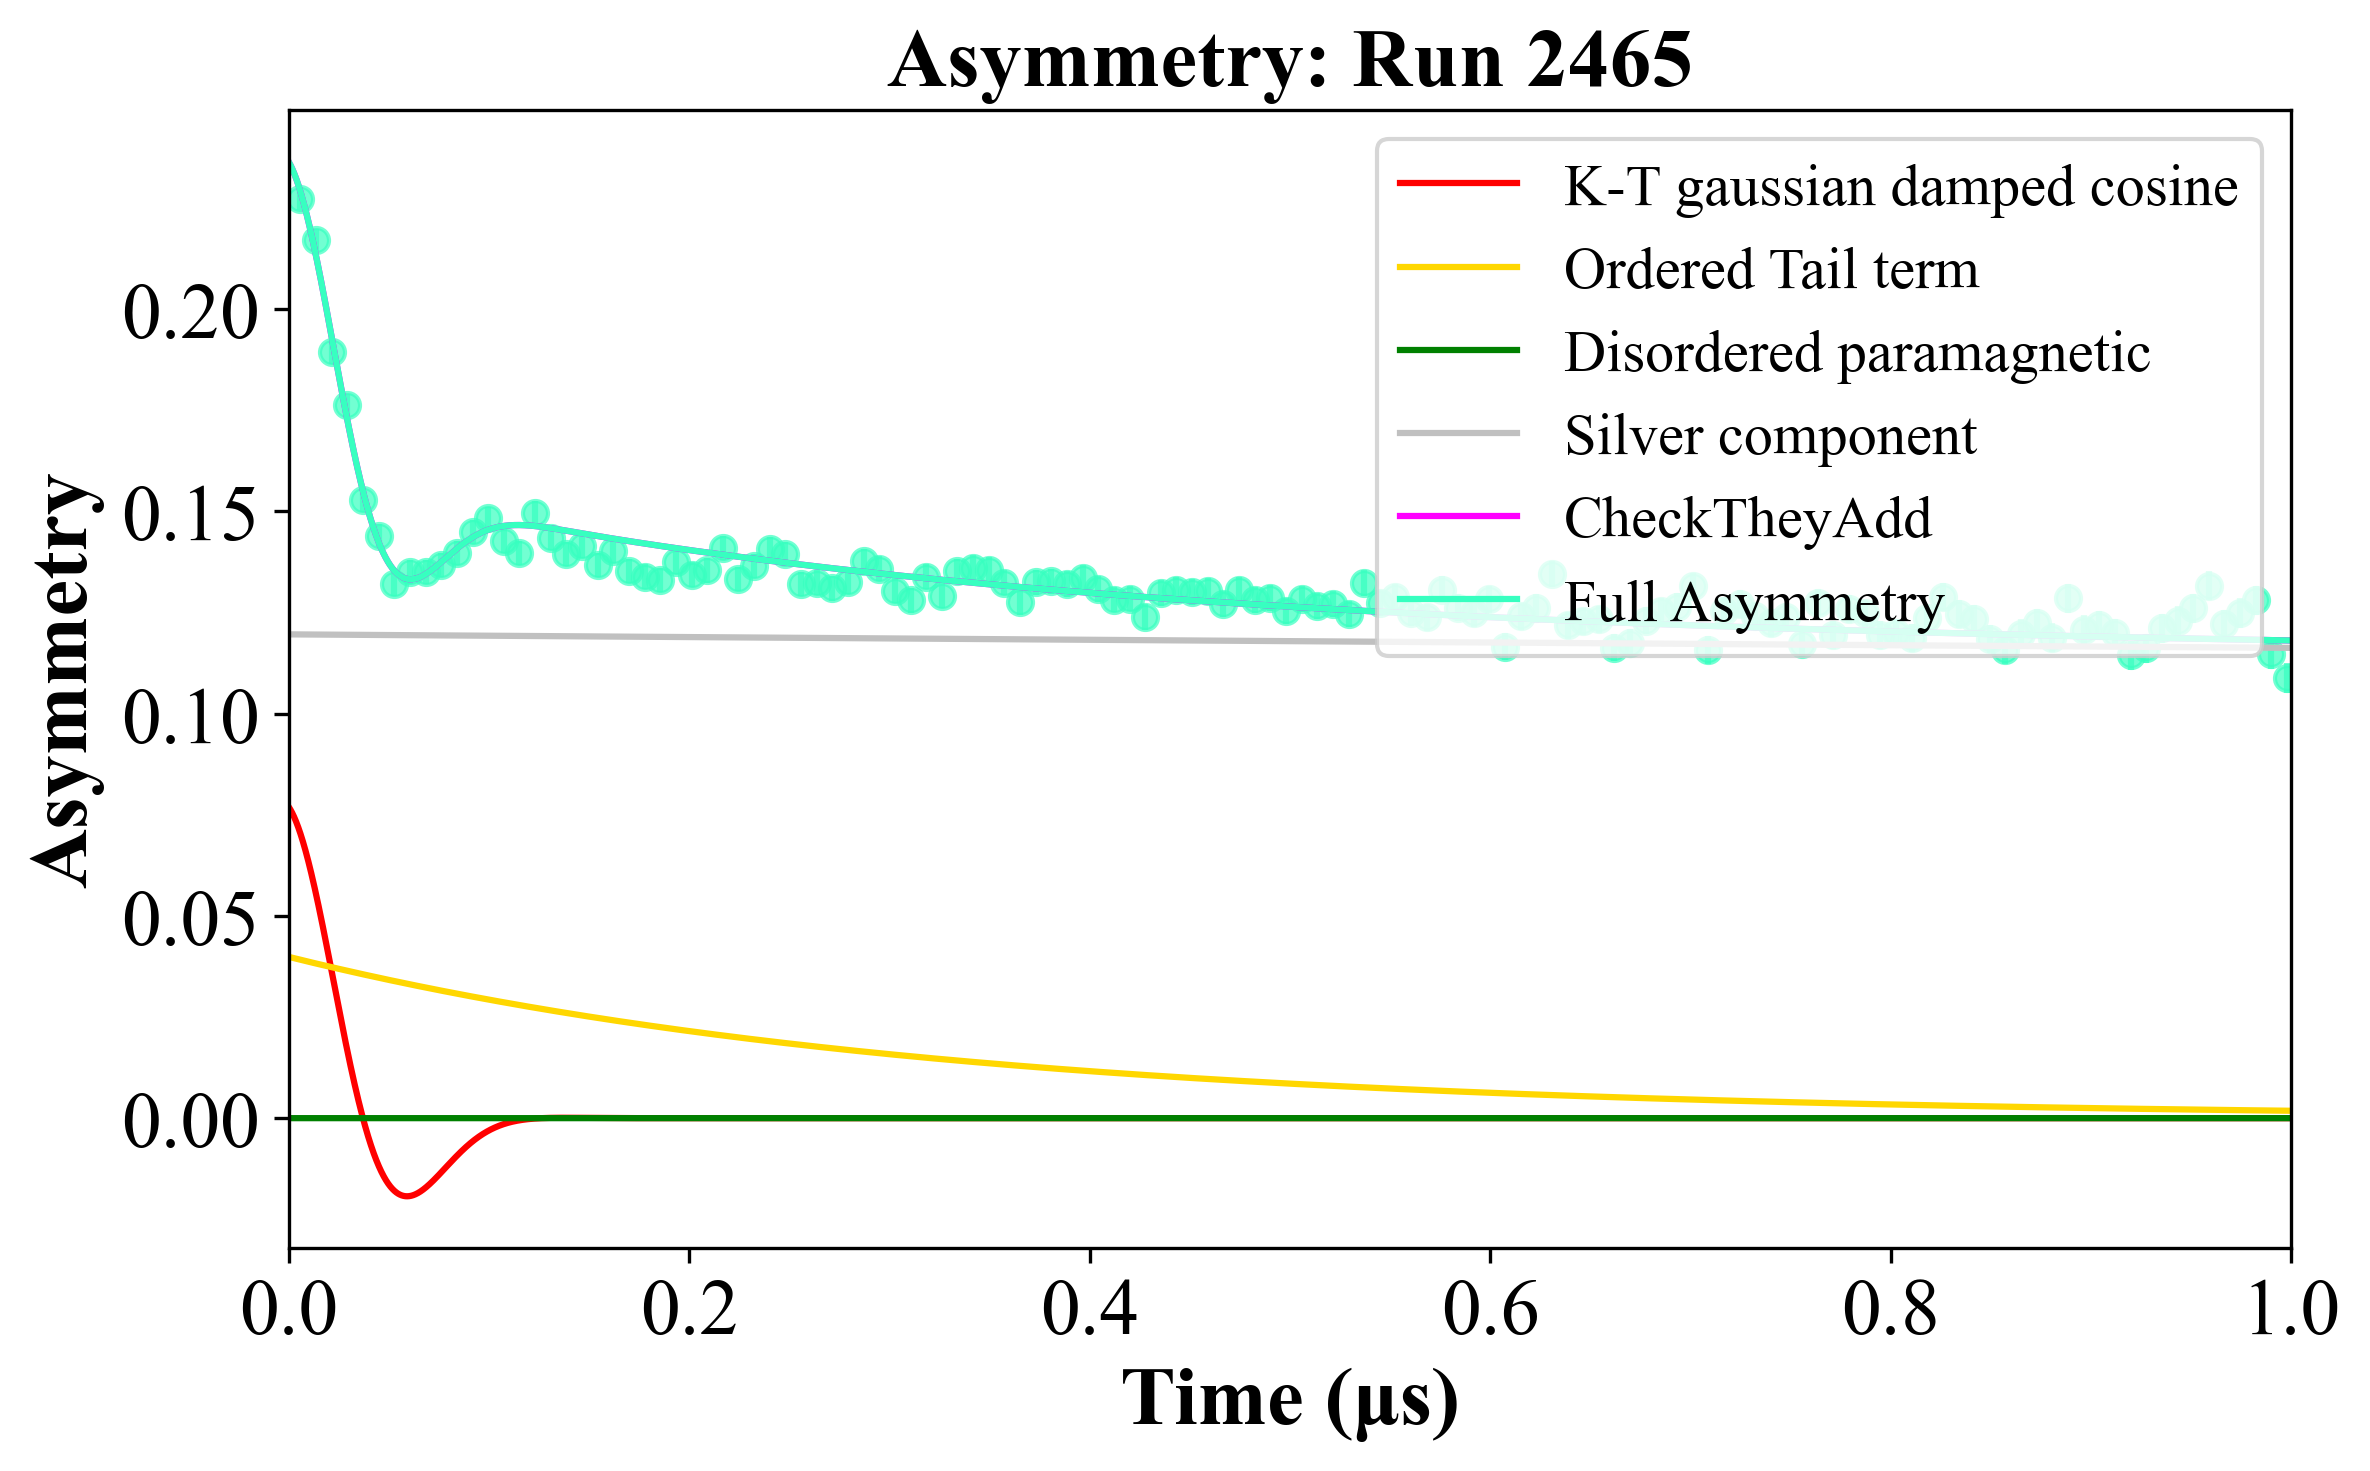 Asymmetry: Run 2465
K-T gaussian damped cosine
Ordered Tail term
Disordered paramagnetic
Silver component
CheckTheyAdd
Full Asymmetry
Asymmetry
0.20
0.15
0.10
0.05
0.00
0.0 0.2 0.4 0.6 0.8 1.0
Time (μs)